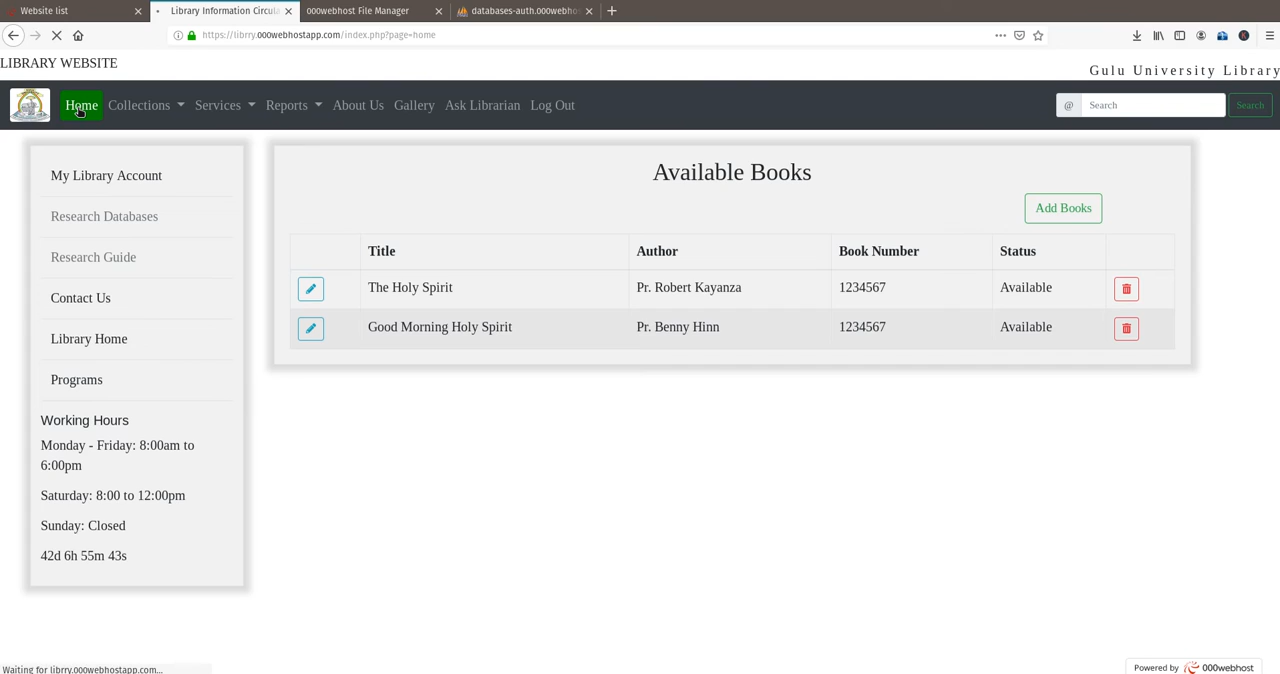 Website list
Library Information Circula
000webhost File Manager
databases-auth.000webhos
https://librry.000webhostapp.com/index.php?page=home
LIBRARY WEBSITE
Gulu University Library
Home Collections Services Reports About Us Gallery Ask Librarian Log Out
@ Search Search
My Library Account
Research Databases
Research Guide
Contact Us
Library Home
Programs
Working Hours
Monday - Friday: 8:00am to
6:00pm
Saturday: 8:00 to 12:00pm
Sunday: Closed
42d 6h 55m 43s
Available Books
Add Books
Title Author Book Number Status
The Holy Spirit Pr. Robert Kayanza 1234567 Available
Good Morning Holy Spirit Pr. Benny Hinn 1234567 Available
Waiting for librry.000webhostapp.com...
Powered by 000webhost